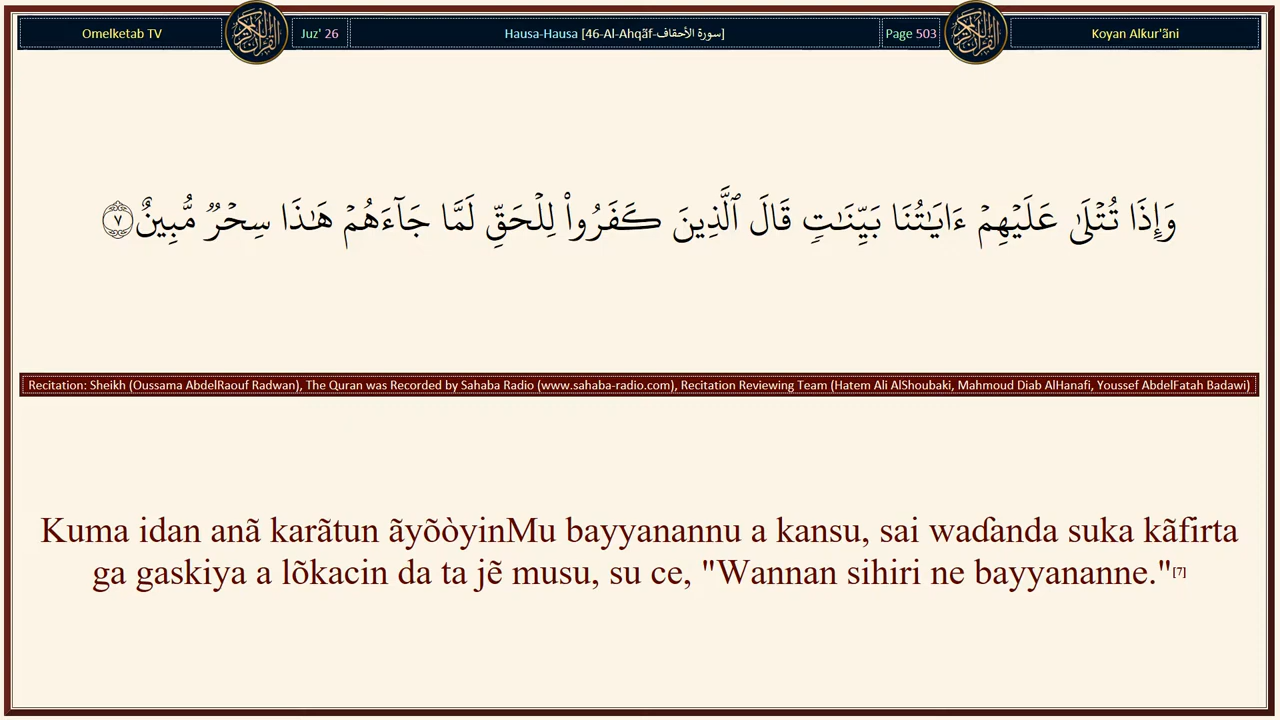 Omelketab TV
Juz' 26
Hausa-Hausa [46-Al-Ahqãf-سورة الأحقاف]
Page 503
Koyan Alƙur'ãni
وَإِذَا تُتۡلَىٰ عَلَيۡهِمۡ ءَايَٰتُنَا بَيِّنَٰتٖ قَالَ ٱلَّذِينَ كَفَرُواْ لِلۡحَقِّ لَمَّا جَآءَهُمۡ هَٰذَا سِحۡرٞ مُّبِينٌ ٧
Recitation: Sheikh (Oussama AbdelRaouf Radwan), The Quran was Recorded by Sahaba Radio (www.sahaba-radio.com), Recitation Reviewing Team (Hatem Ali AlShoubaki, Mahmoud Diab AlHanafi, Youssef AbdelFatah Badawi)
Kuma idan anã karãtun ãyõòyinMu bayyanannu a kansu, sai waɗanda suka kãfirta
ga gaskiya a lõkacin da ta jẽ musu, su ce, "Wannan sihiri ne bayyananne."[7]